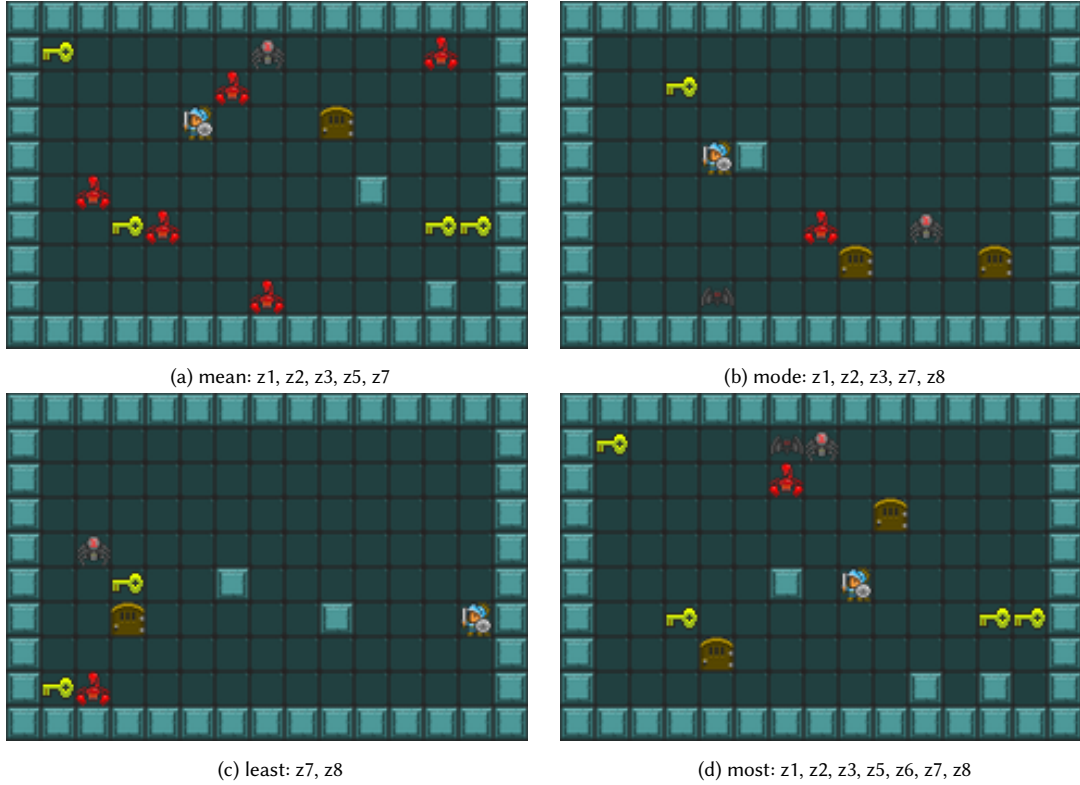 (a) mean: z1, z2, z3, z5, z7
(b) mode: z1, z2, z3, z7, z8
(c) least: z7, z8
(d) most: z1, z2, z3, z5, z6, z7, z8